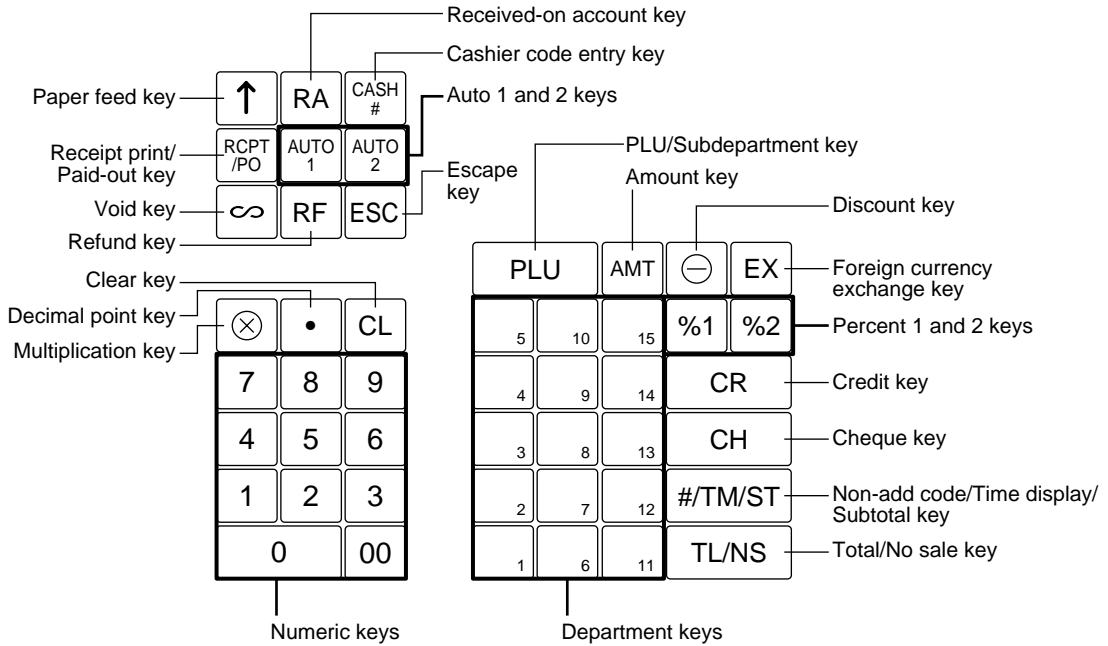 Received-on account key
Cashier code entry key
Paper feed key
↑
RA
CASH
#
Auto 1 and 2 keys
Receipt print/
Paid-out key
RCPT
/PO
AUTO
1
AUTO
2
Escape
key
Void key
RF
ESC
Refund key
PLU/Subdepartment key
Amount key
Discount key
Clear key
Decimal point key
Multiplication key
•
CL
PLU
AMT
EX
Foreign currency
exchange key
5 10 15
%1 %2
Percent 1 and 2 keys
7 8 9
4 9 14
CR
Credit key
4 5 6
3 8 13
CH
Cheque key
1 2 3
2 7 12
#/TM/ST
Non-add code/Time display/
Subtotal key
0 00
1 6 11
TL/NS
Total/No sale key
Numeric keys
Department keys